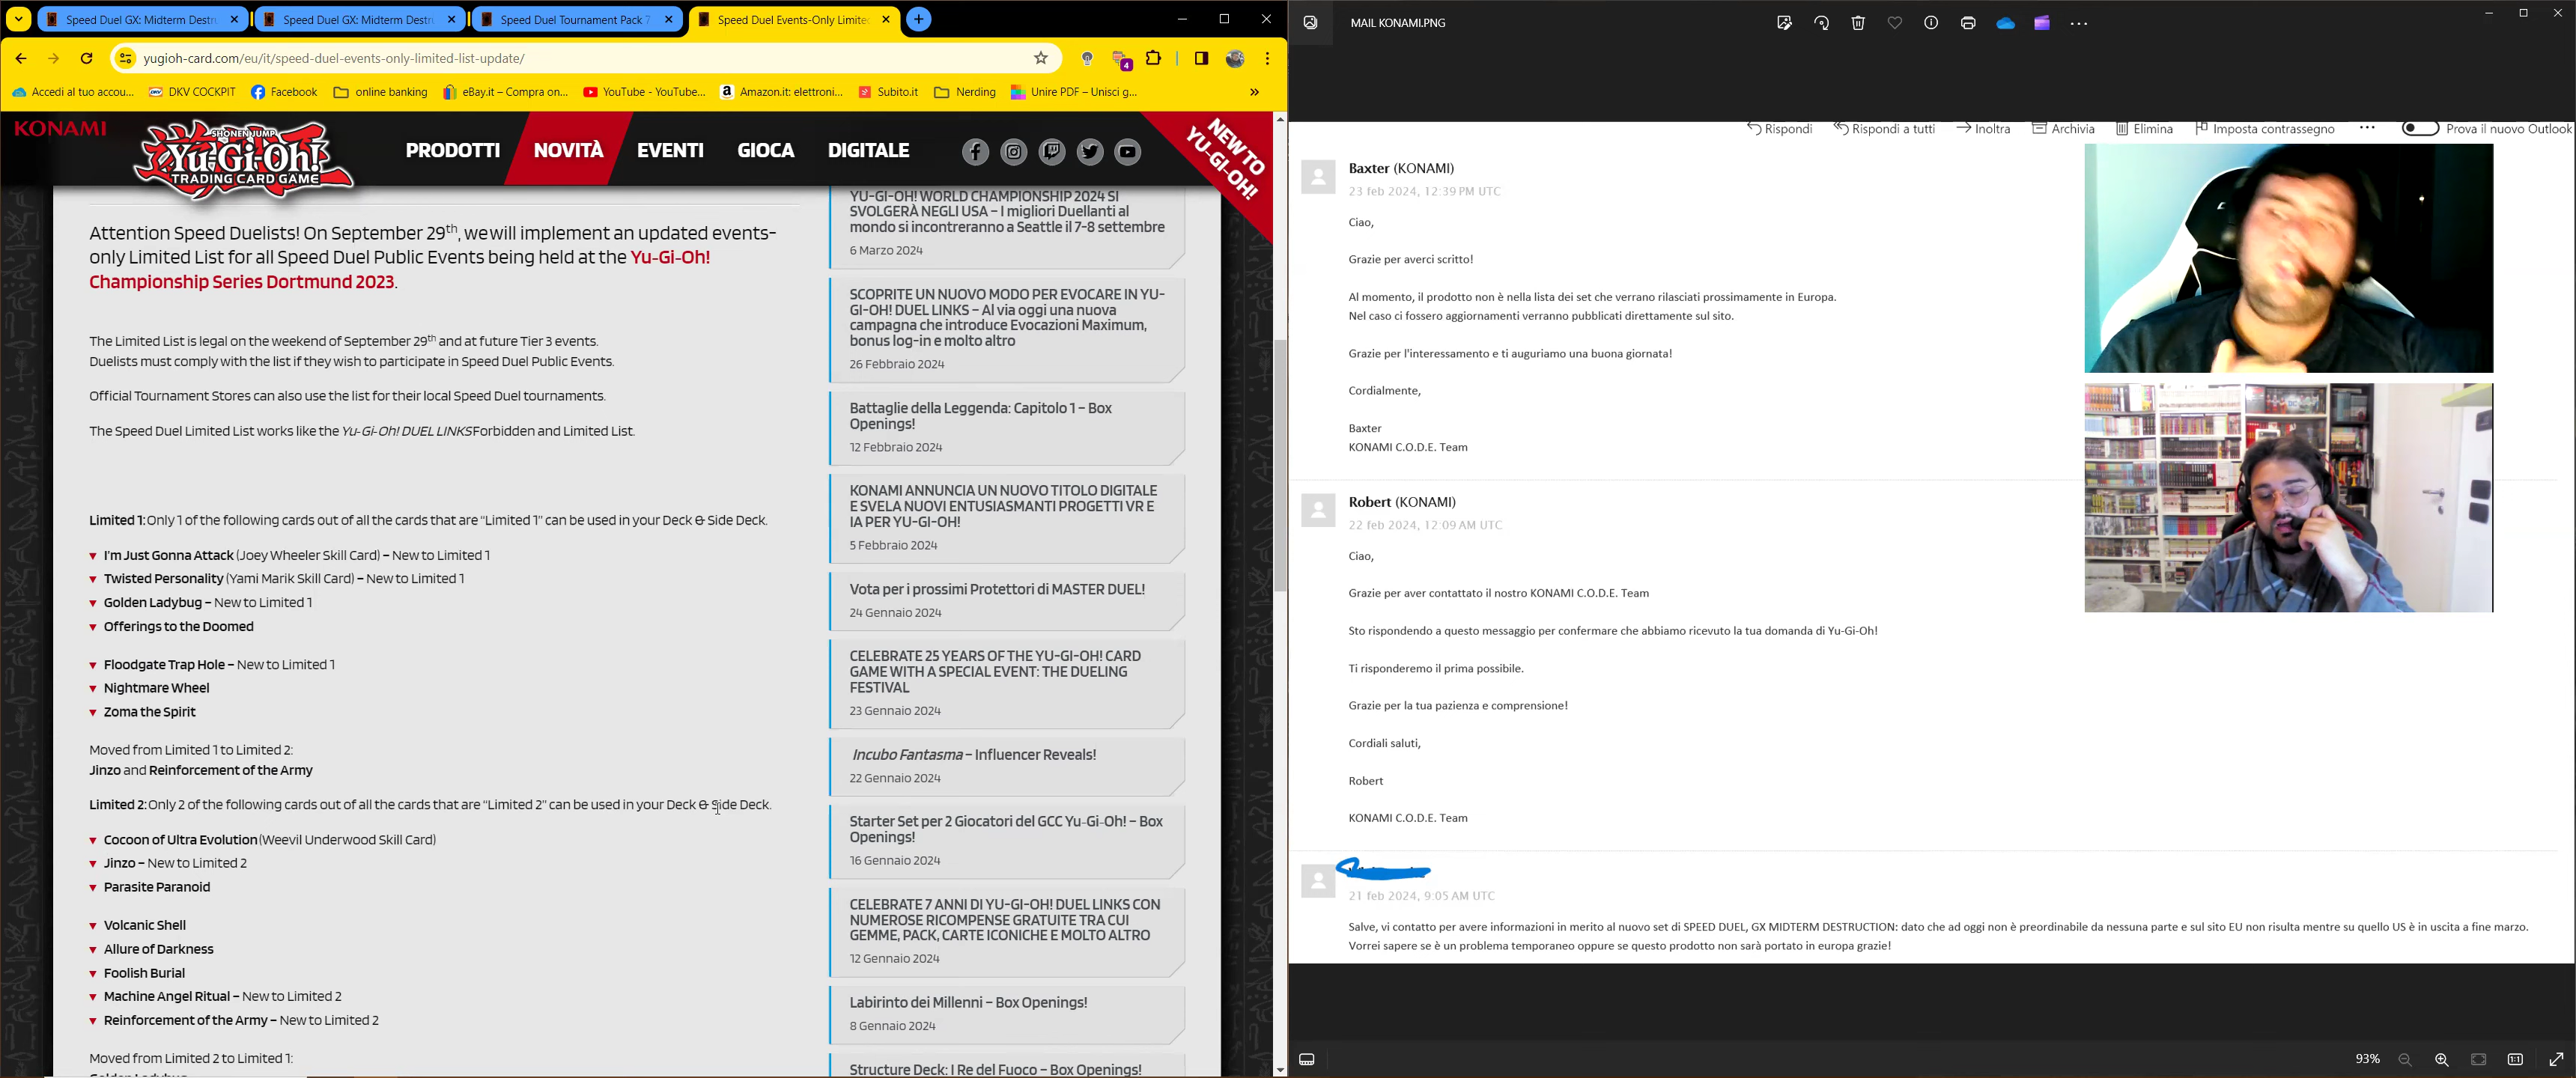 Speed Duel GX: Midterm Destru
Speed Duel GX: Midterm Destru
Speed Duel Tournament Pack 7
Speed Duel Events-Only Limited
yugioh-card.com/eu/it/speed-duel-events-only-limited-list-update/
4
Accedi al tuo accou...
DKV COCKPIT
Facebook
online banking
eBay.it – Compra on...
YouTube - YouTube...
Amazon.it: elettroni...
Subito.it
Nerding
Unire PDF – Unisci g...
KONAMI
SHONEN JUMP
Yu-Gi-Oh!
TRADING CARD GAME
PRODOTTI
NOVITÀ
EVENTI
GIOCA
DIGITALE
NEW TO
YU-GI-OH!
Attention Speed Duelists! On September 29th, we will implement an updated events-
only Limited List for all Speed Duel Public Events being held at the Yu-Gi-Oh!
Championship Series Dortmund 2023.
The Limited List is legal on the weekend of September 29th and at future Tier 3 events.
Duelists must comply with the list if they wish to participate in Speed Duel Public Events.
Official Tournament Stores can also use the list for their local Speed Duel tournaments.
The Speed Duel Limited List works like the Yu-Gi-Oh! DUEL LINKSForbidden and Limited List.
Limited 1: Only 1 of the following cards out of all the cards that are “Limited 1” can be used in your Deck & Side Deck.
I’m Just Gonna Attack (Joey Wheeler Skill Card) – New to Limited 1
Twisted Personality (Yami Marik Skill Card) – New to Limited 1
Golden Ladybug – New to Limited 1
Offerings to the Doomed
Floodgate Trap Hole – New to Limited 1
Nightmare Wheel
Zoma the Spirit
Moved from Limited 1 to Limited 2:
Jinzo and Reinforcement of the Army
Limited 2: Only 2 of the following cards out of all the cards that are “Limited 2” can be used in your Deck & Side Deck.
Cocoon of Ultra Evolution (Weevil Underwood Skill Card)
Jinzo – New to Limited 2
Parasite Paranoid
Volcanic Shell
Allure of Darkness
Foolish Burial
Machine Angel Ritual – New to Limited 2
Reinforcement of the Army – New to Limited 2
Moved from Limited 2 to Limited 1:
YU-GI-OH! WORLD CHAMPIONSHIP 2024 SI
SVOLGERÀ NEGLI USA – I migliori Duellanti al
mondo si incontreranno a Seattle il 7-8 settembre
6 Marzo 2024
SCOPRITE UN NUOVO MODO PER EVOCARE IN YU-
GI-OH! DUEL LINKS – Al via oggi una nuova
campagna che introduce Evocazioni Maximum,
bonus log-in e molto altro
26 Febbraio 2024
Battaglie della Leggenda: Capitolo 1 – Box
Openings!
12 Febbraio 2024
KONAMI ANNUNCIA UN NUOVO TITOLO DIGITALE
E SVELA NUOVI ENTUSIASMANTI PROGETTI VR E
IA PER YU-GI-OH!
5 Febbraio 2024
Vota per i prossimi Protettori di MASTER DUEL!
24 Gennaio 2024
CELEBRATE 25 YEARS OF THE YU-GI-OH! CARD
GAME WITH A SPECIAL EVENT: THE DUELING
FESTIVAL
23 Gennaio 2024
Incubo Fantasma – Influencer Reveals!
22 Gennaio 2024
Starter Set per 2 Giocatori del GCC Yu-Gi-Oh! – Box
Openings!
16 Gennaio 2024
CELEBRATE 7 ANNI DI YU-GI-OH! DUEL LINKS CON
NUMEROSE RICOMPENSE GRATUITE TRA CUI
GEMME, PACK, CARTE ICONICHE E MOLTO ALTRO
12 Gennaio 2024
Labirinto dei Millenni – Box Openings!
8 Gennaio 2024
Structure Deck: I Re del Fuoco – Box Openings!
MAIL KONAMI.PNG
Rispondi
Rispondi a tutti
Inoltra
Archivia
Elimina
Imposta contrassegno
Prova il nuovo Outlook
Baxter (KONAMI)
23 feb 2024, 12:39 PM UTC
Ciao,
Grazie per averci scritto!
Al momento, il prodotto non è nella lista dei set che verrano rilasciati prossimamente in Europa.
Nel caso ci fossero aggiornamenti verranno pubblicati direttamente sul sito.
Grazie per l'interessamento e ti auguriamo una buona giornata!
Cordialmente,
Baxter
KONAMI C.O.D.E. Team
Robert (KONAMI)
22 feb 2024, 12:09 AM UTC
Ciao,
Grazie per aver contattato il nostro KONAMI C.O.D.E. Team
Sto rispondendo a questo messaggio per confermare che abbiamo ricevuto la tua domanda di Yu-Gi-Oh!
Ti risponderemo il prima possibile.
Grazie per la tua pazienza e comprensione!
Cordiali saluti,
Robert
KONAMI C.O.D.E. Team
21 feb 2024, 9:05 AM UTC
Salve, vi contatto per avere informazioni in merito al nuovo set di SPEED DUEL, GX MIDTERM DESTRUCTION: dato che ad oggi non è preordinabile da nessuna parte e sul sito EU non risulta mentre su quello US è in uscita a fine marzo.
Vorrei sapere se è un problema temporaneo oppure se questo prodotto non sarà portato in europa grazie!
93%
1:1